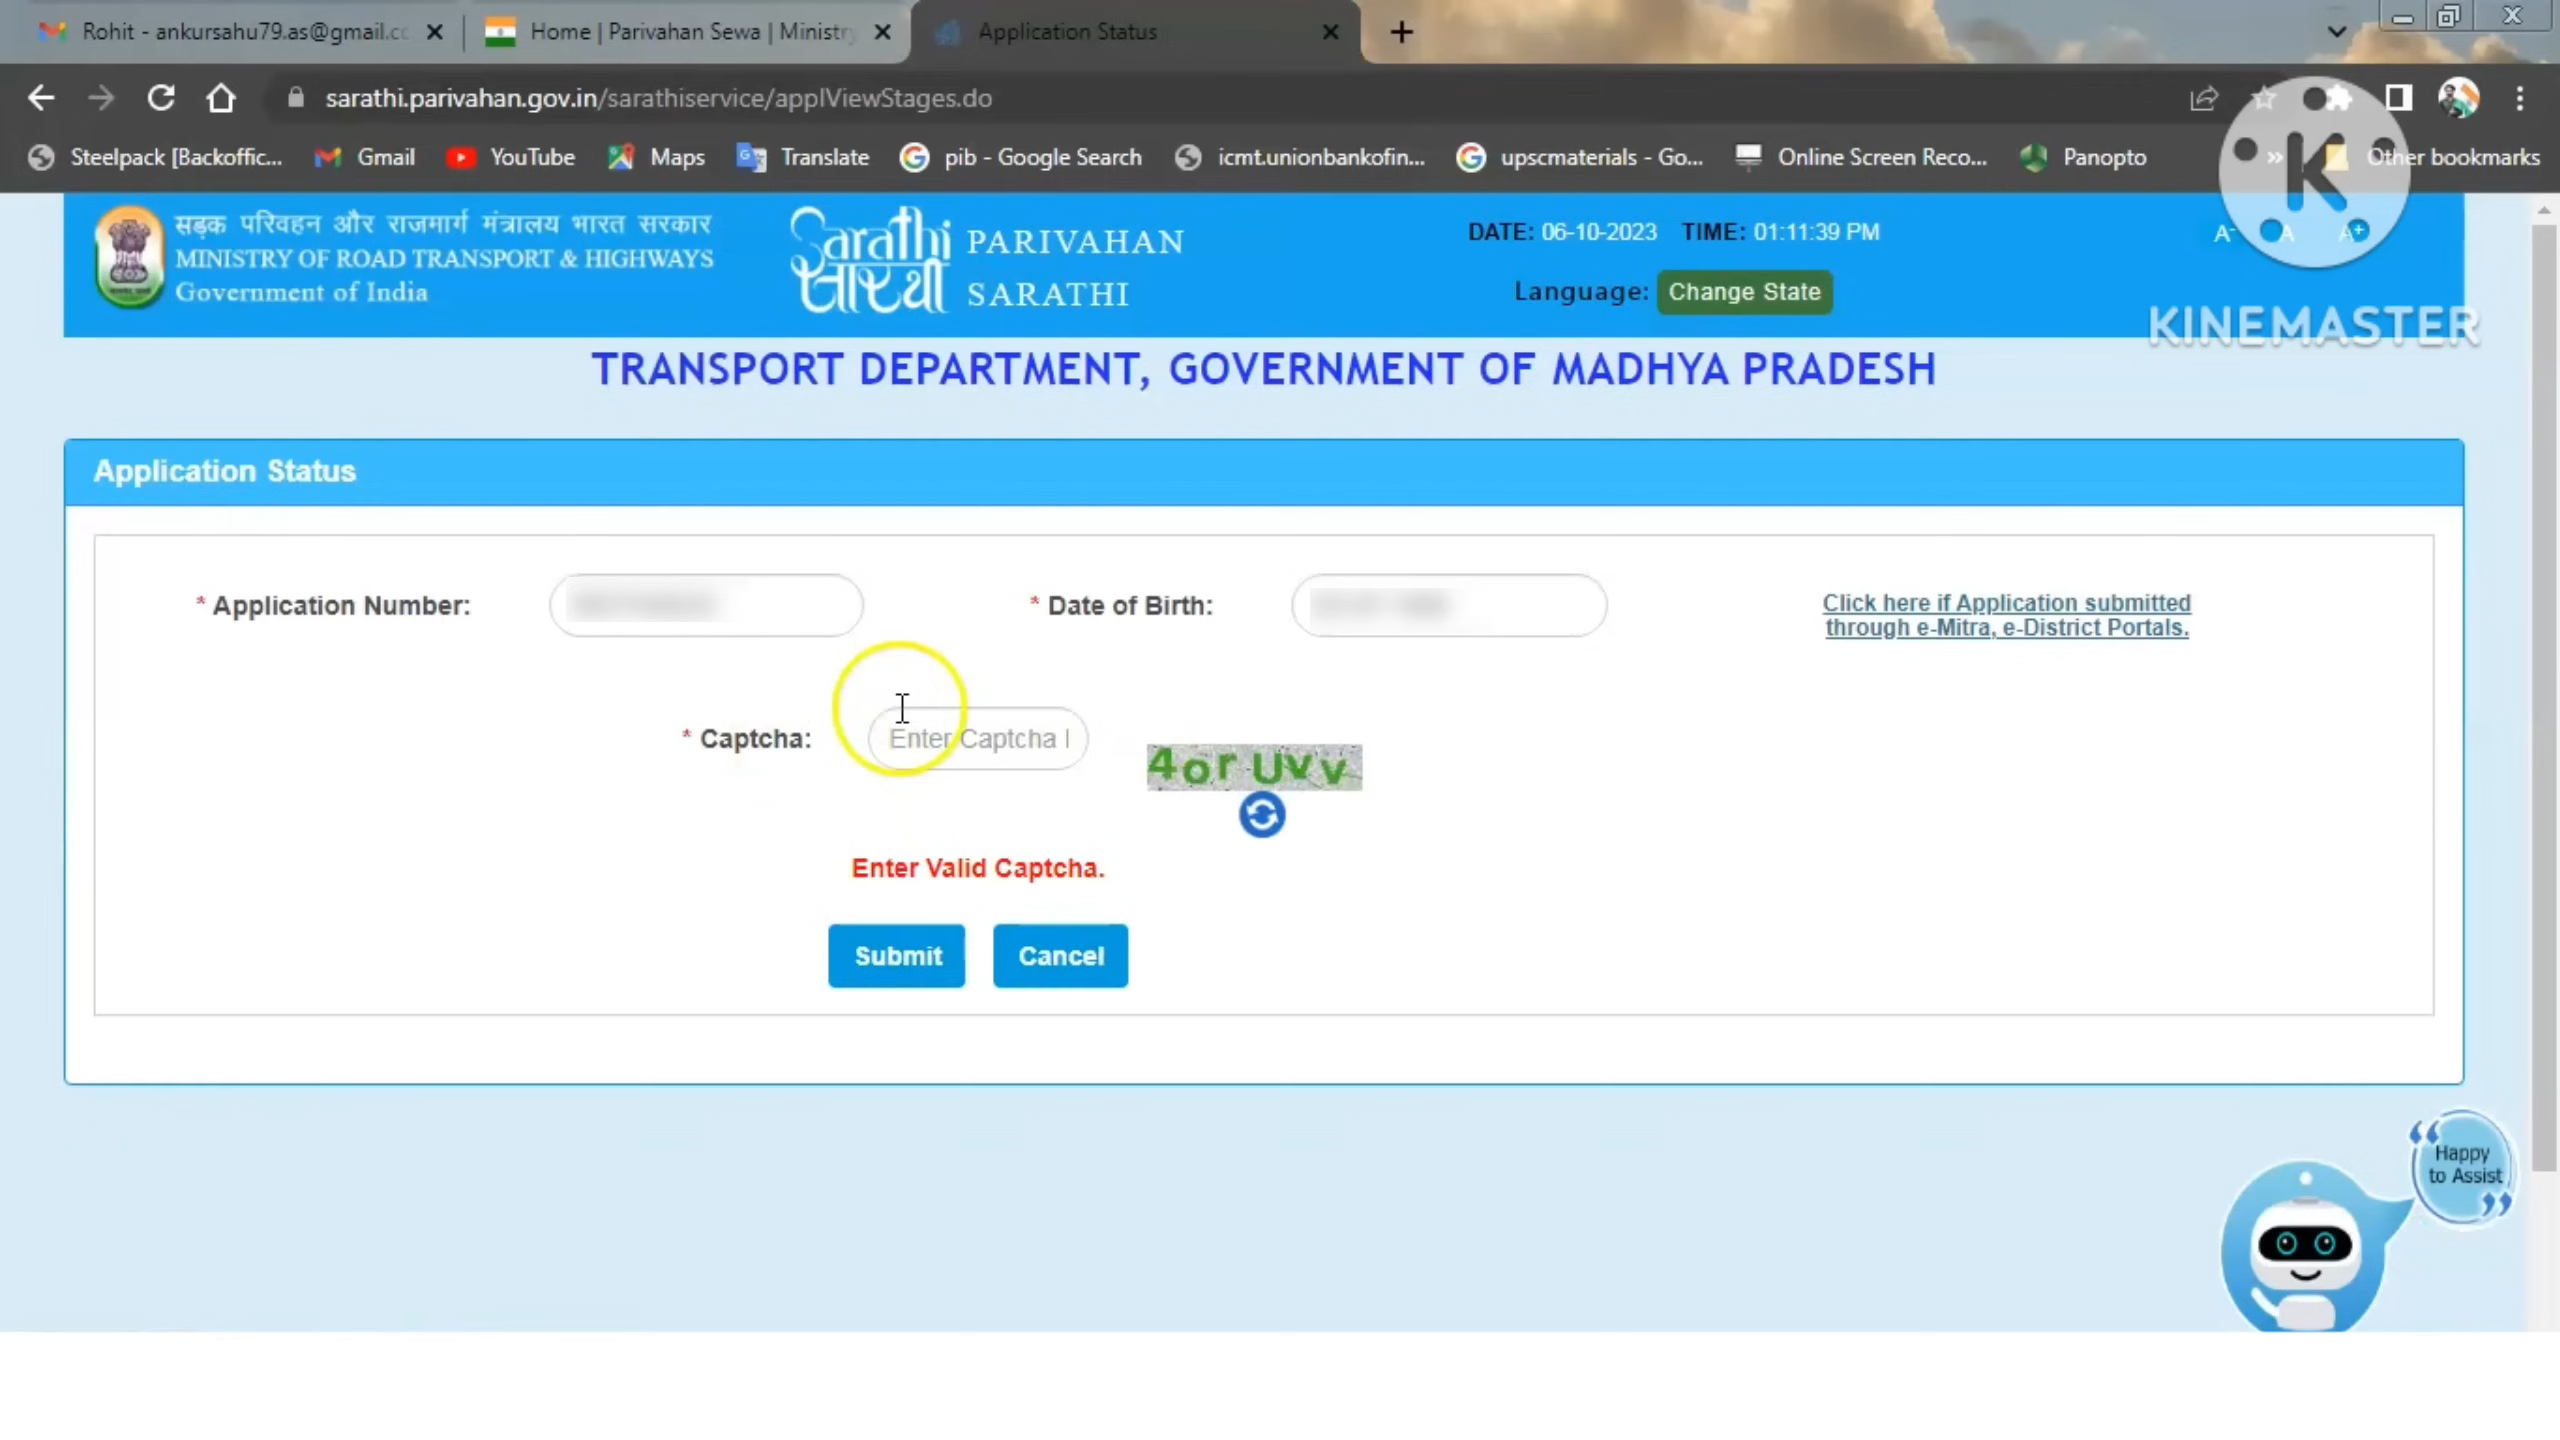 Rohit - ankursahu79.as@gmail.cc
Home | Parivahan Sewa | Ministry
Application Status
sarathi.parivahan.gov.in/sarathiservice/applViewStages.do
Steelpack [Backoffic...
Gmail
YouTube
Maps
Translate
pib - Google Search
icmt.unionbankofin...
upscmaterials - Go...
Online Screen Reco...
Panopto
»
Other bookmarks
K
KINEMASTER
सड़क परिवहन और राजमार्ग मंत्रालय भारत सरकार
MINISTRY OF ROAD TRANSPORT & HIGHWAYS
Government of India
Sarathi
सारथी
PARIVAHAN
SARATHI
DATE: 06-10-2023 TIME: 01:11:39 PM
Language: Change State
A- A A+
TRANSPORT DEPARTMENT, GOVERNMENT OF MADHYA PRADESH
Application Status
* Application Number:
* Date of Birth:
Click here if Application submitted
through e-Mitra, e-District Portals.
* Captcha:
Enter Captcha
4orUvv
Enter Valid Captcha.
Submit
Cancel
Happy
to Assist